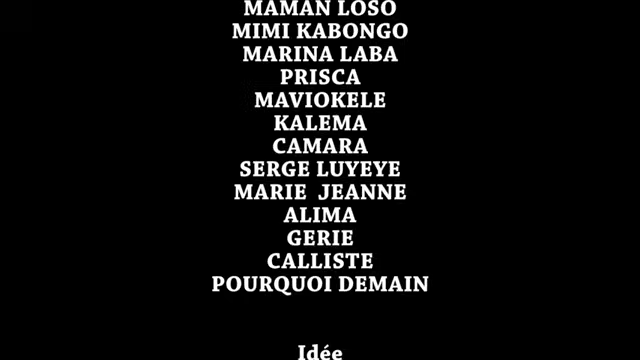 MAMAN LOSO
MIMI KABONGO
MARINA LABA
PRISCA
MAVIOKELE
KALEMA
CAMARA
SERGE LUYEYE
MARIE JEANNE
ALIMA
GERIE
CALLISTE
POURQUOI DEMAIN
Idée